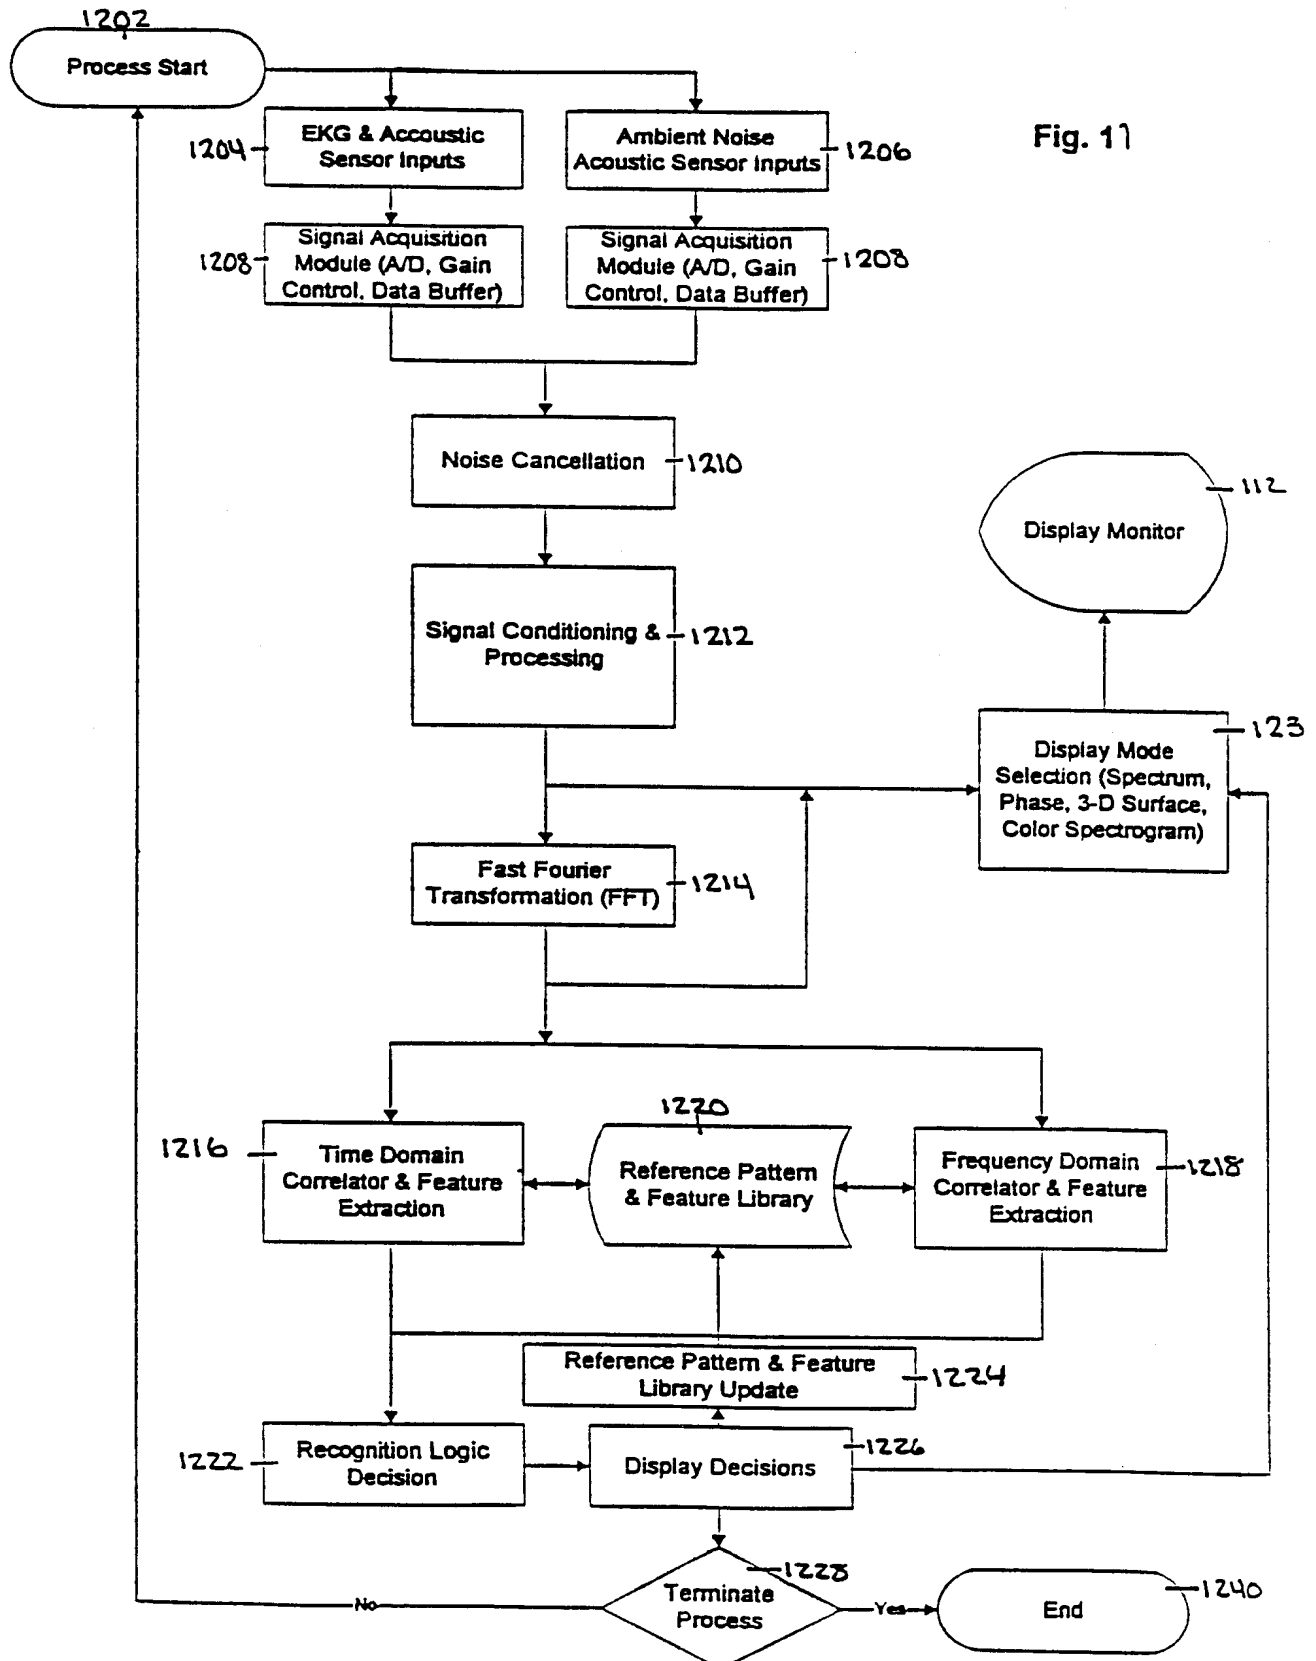 1202
Process Start
Fig. 11
1204
EKG & Accoustic
Sensor Inputs
Ambient Noise
Acoustic Sensor Inputs
1206
1208
Signal Acquisition
Module (A/D, Gain
Control, Data Buffer)
Signal Acquisition
Module (A/D, Gain
Control, Data Buffer)
1208
Noise Cancellation
1210
112
Display Monitor
Signal Conditioning &
Processing
1212
123
Display Mode
Selection (Spectrum,
Phase, 3-D Surface,
Color Spectrogram)
Fast Fourier
Transformation (FFT)
1214
1216
Time Domain
Correlator & Feature
Extraction
1220
Reference Pattern
& Feature Library
Frequency Domain
Correlator & Feature
Extraction
1218
Reference Pattern & Feature
Library Update
1224
1222
Recognition Logic
Decision
Display Decisions
1226
1228
Terminate
Process
No
Yes
End
1240